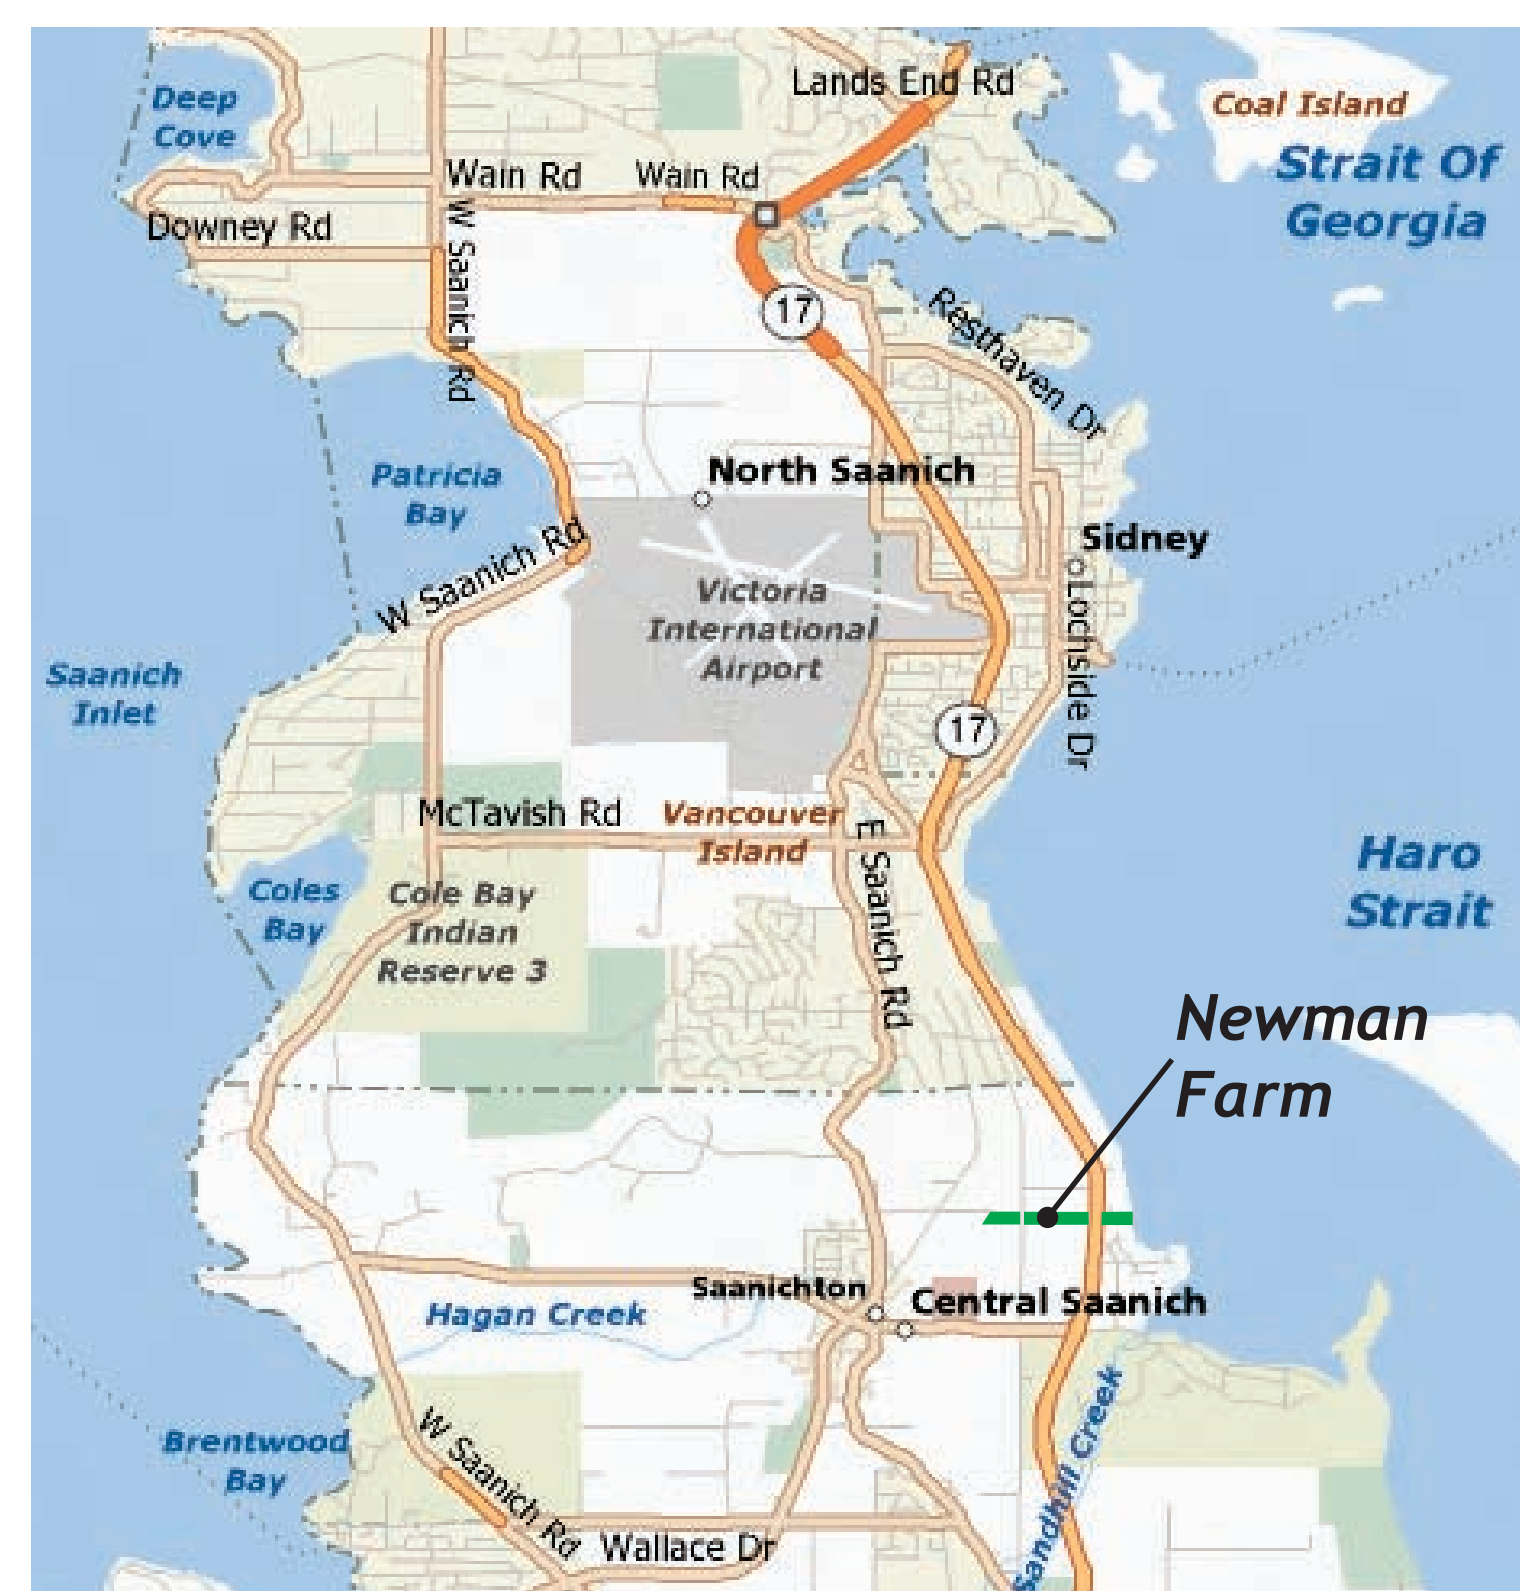 Lands End Rd
Deep
Cove
Coal Island
Strait Of
Georgia
Wain Rd
Wain Rd
Downey Rd
W Saanich Rd
17
Resthaven Dr
Patricia
Bay
North Saanich
W Saanich Rd
Sidney
Victoria
International
Airport
Lochside Dr
Saanich
Inlet
17
McTavish Rd
Vancouver
Island
E Saanich Rd
Haro
Strait
Coles
Bay
Cole Bay
Indian
Reserve 3
Newman
Farm
Saanichton
Central Saanich
Hagan Creek
Sandhill Creek
Brentwood
Bay
W Saanich Rd
Wallace Dr